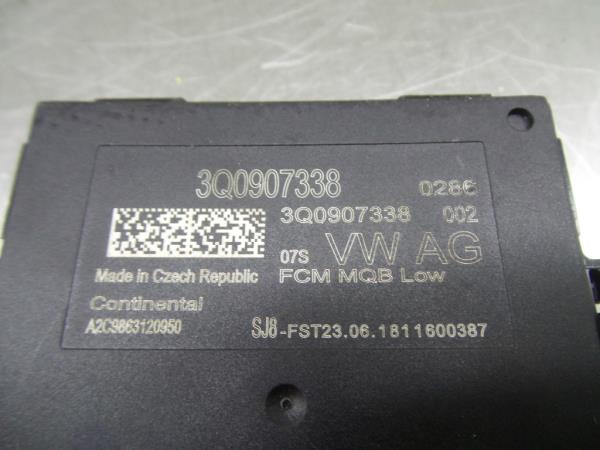 3Q0907338 0286
3Q0907338 002
07S VW AG
Made in Czech Republic FCM MQB Low
Continental
A2C9863120950 SJ8-FST23.06.1811600387